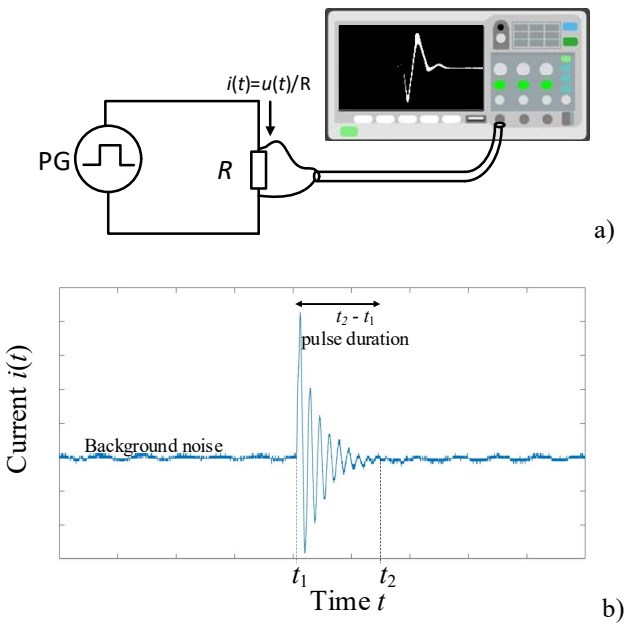 i(t)=u(t)/R
PG
R
a)
t2 - t1
pulse duration
Current i(t)
Background noise
t1
t2
Time t
b)